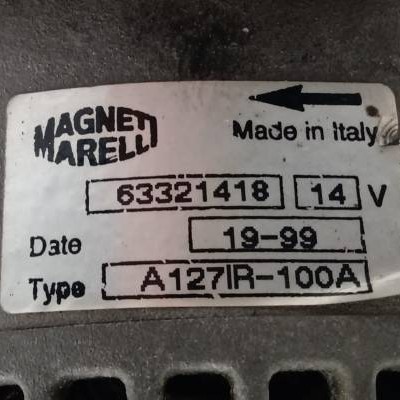 MAGNETI
MARELLI
Made in Italy
63321418 14 V
Date 19-99
Type A127IR-100A